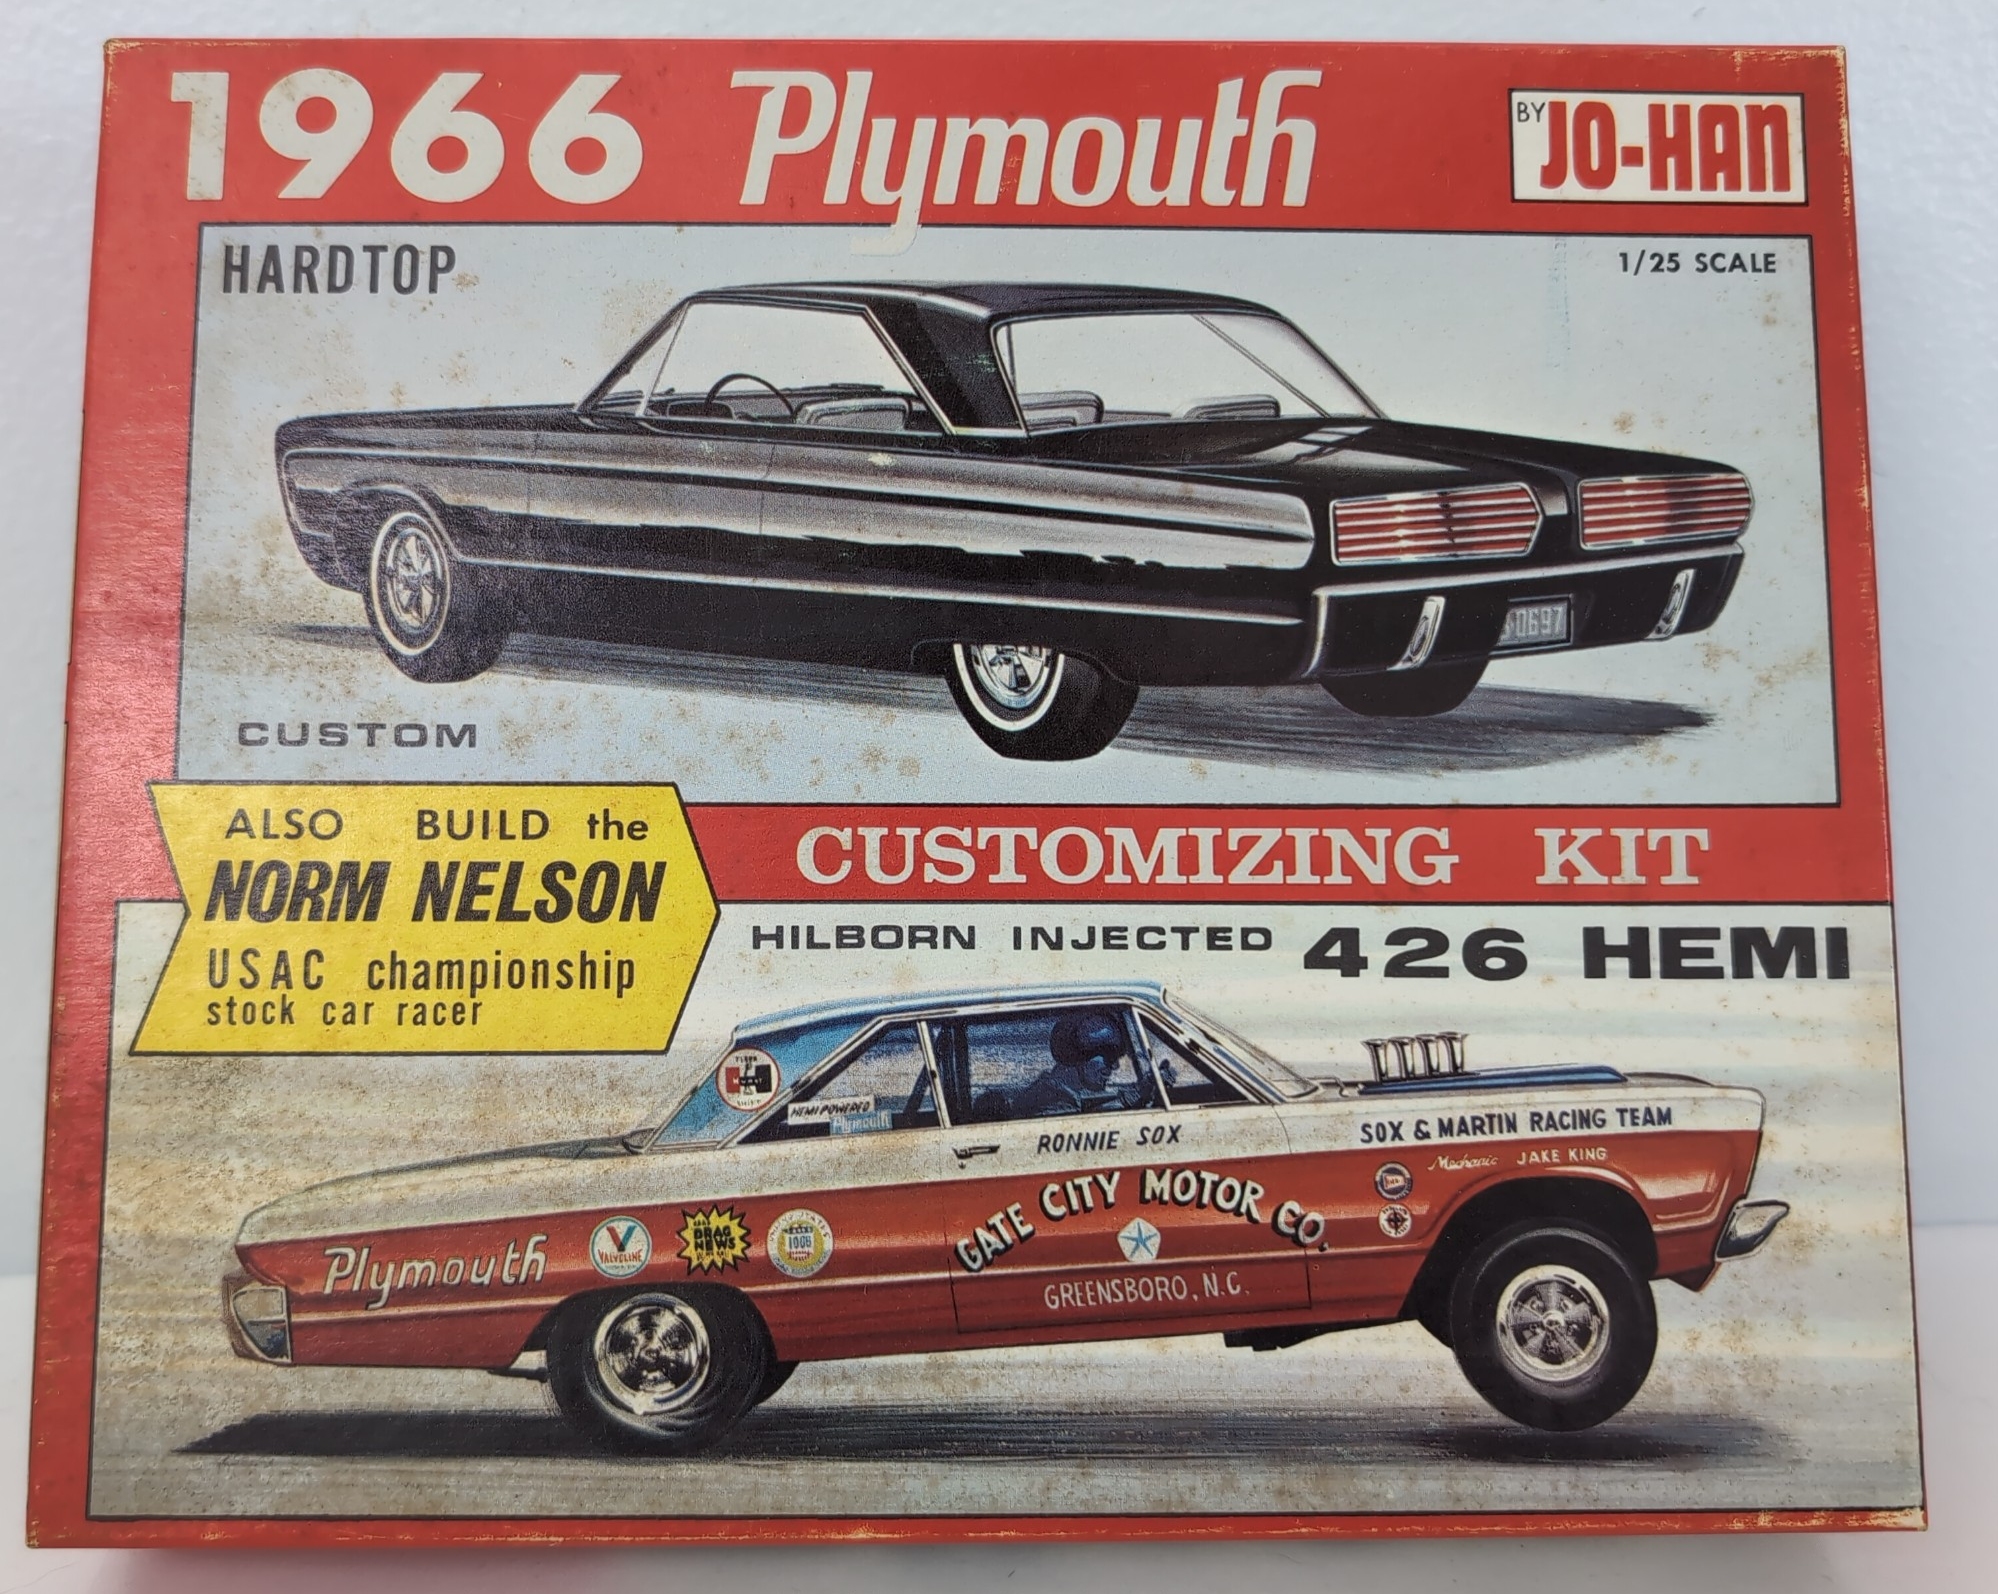 1966 Plymouth
BY JO-HAN
HARDTOP
1/25 SCALE
0697
CUSTOM
ALSO BUILD the
NORM NELSON
USAC championship
stock car racer
CUSTOMIZING KIT
HILBORN INJECTED 426 HEMI
HEMI POWERED
Plymouth
RONNIE SOX
SOX & MARTIN RACING TEAM
Mechanic JAKE KING
GATE CITY MOTOR CO.
GREENSBORO, N.C.
Plymouth
V
VALVOLINE
DRAG
NEWS
1966